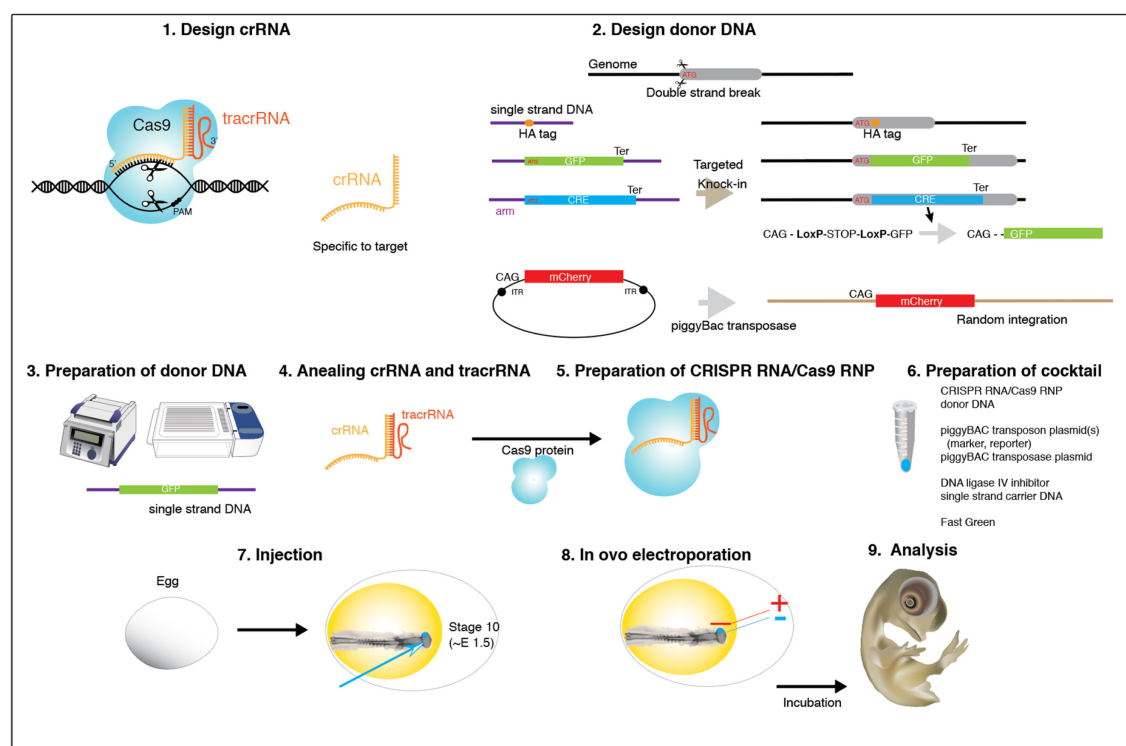 1. Design crRNA
Cas9
tracrRNA
5'
3'
PAM
crRNA
Specific to target
2. Design donor DNA
Genome
ATG
Double strand break
single strand DNA
HA tag
ATG
HA tag
Ter
ATG
GFP
Targeted
Knock-in
Ter
ATG
GFP
Ter
ATG
CRE
arm
Ter
ATG
CRE
CAG - LoxP-STOP-LoxP-GFP
CAG - - GFP
CAG
mCherry
ITR
ITR
piggyBac transposase
CAG
mCherry
Random integration
3. Preparation of donor DNA
GFP
single strand DNA
4. Anealing crRNA and tracrRNA
crRNA
tracrRNA
Cas9 protein
5. Preparation of CRISPR RNA/Cas9 RNP
6. Preparation of cocktail
CRISPR RNA/Cas9 RNP
donor DNA
piggyBAC transposon plasmid(s)
(marker, reporter)
piggyBAC transposase plasmid
DNA ligase IV inhibitor
single strand carrier DNA
Fast Green
7. Injection
Egg
Stage 10
(~E 1.5)
8. In ovo electroporation
+
-
Incubation
9. Analysis